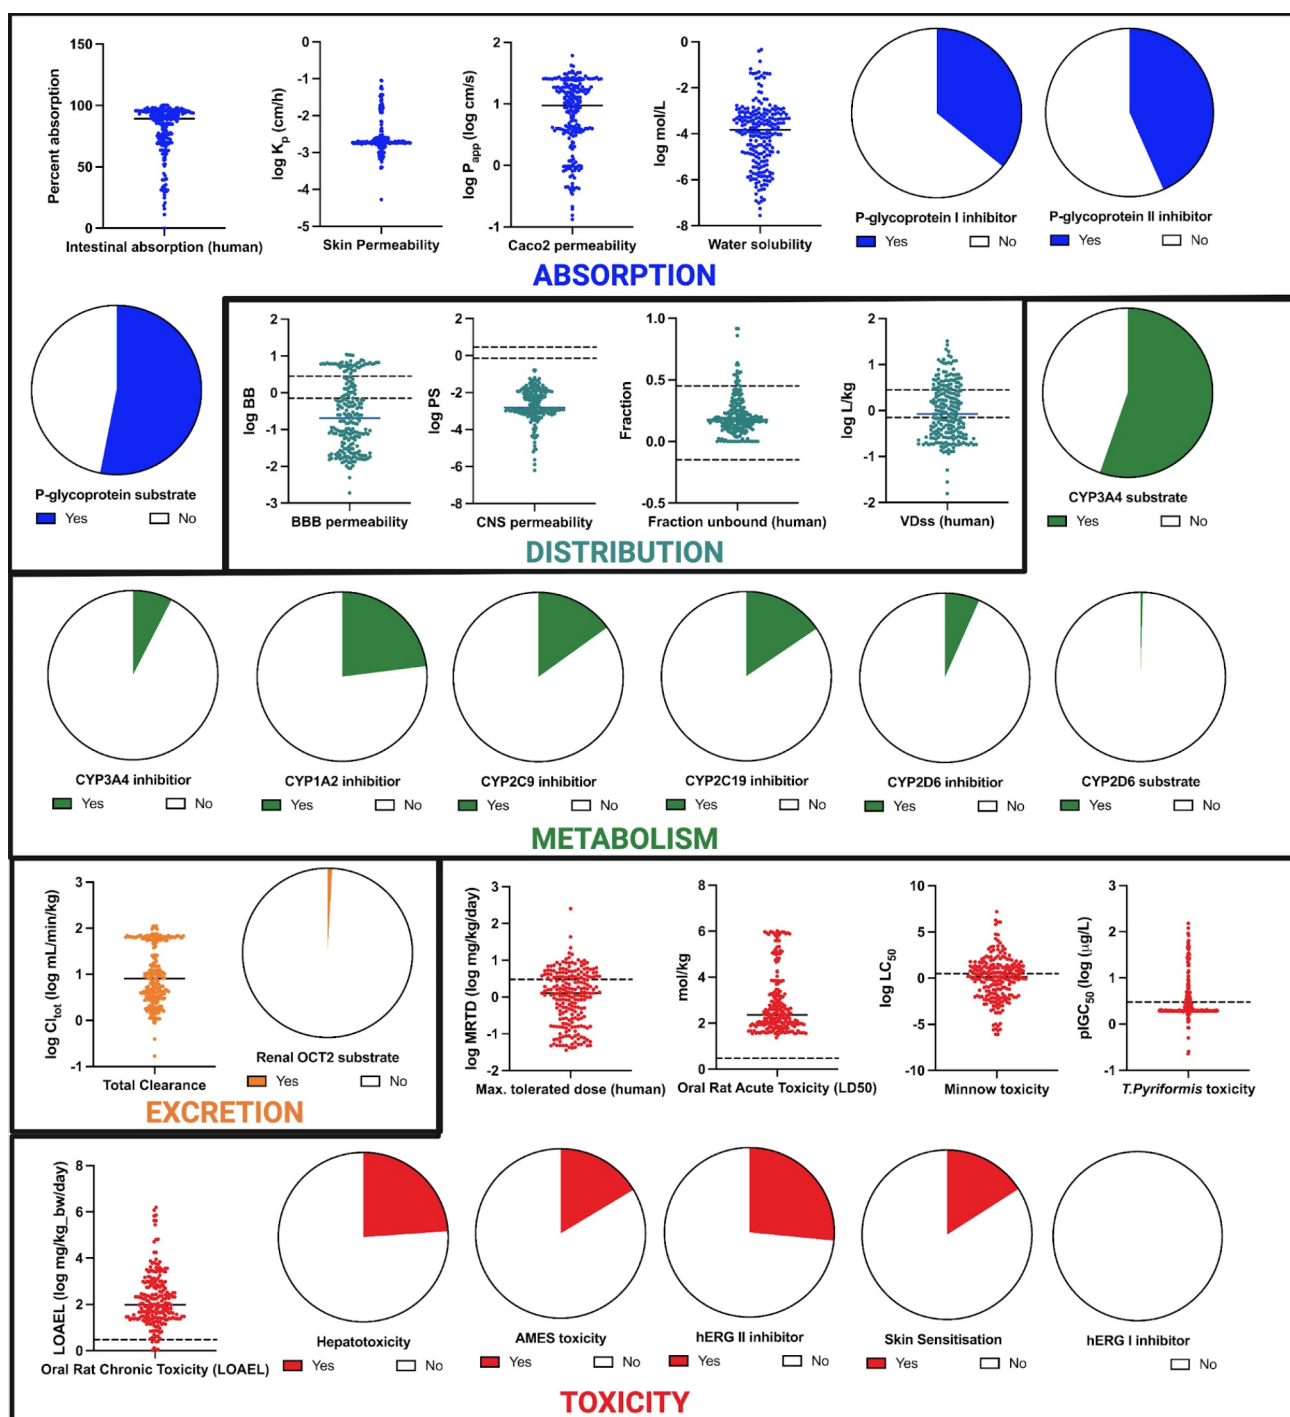 Percent absorption
150
100
50
0
Intestinal absorption (human)
log Kp (cm/h)
0
-1
-2
-3
-4
-5
Skin Permeability
log Papp (log cm/s)
2
1
0
-1
Caco2 permeability
log mol/L
0
-2
-4
-6
-8
Water solubility
P-glycoprotein I inhibitor
Yes No
P-glycoprotein II inhibitor
Yes No
ABSORPTION
P-glycoprotein substrate
Yes No
log BB
2
1
0
-1
-2
-3
BBB permeability
log PS
2
0
-2
-4
-6
-8
CNS permeability
Fraction
1.0
0.5
0.0
-0.5
Fraction unbound (human)
log L/kg
2
1
0
-1
-2
VDss (human)
DISTRIBUTION
CYP3A4 substrate
Yes No
CYP3A4 inhibitior
Yes No
CYP1A2 inhibitior
Yes No
CYP2C9 inhibitior
Yes No
CYP2C19 inhibitior
Yes No
CYP2D6 inhibitior
Yes No
CYP2D6 substrate
Yes No
METABOLISM
log Cltot (log mL/min/kg)
3
2
1
0
-1
Total Clearance
Renal OCT2 substrate
Yes No
EXCRETION
log MRTD (log mg/kg/day)
3
2
1
0
-1
-2
Max. tolerated dose (human)
mol/kg
8
6
4
2
0
Oral Rat Acute Toxicity (LD50)
log LC50
10
5
0
-5
-10
Minnow toxicity
pIGC50 (log (μg/L)
3
2
1
0
-1
T.Pyriformis toxicity
LOAEL (log mg/kg_bw/day)
8
6
4
2
0
Oral Rat Chronic Toxicity (LOAEL)
Hepatotoxicity
Yes No
AMES toxicity
Yes No
hERG II inhibitor
Yes No
Skin Sensitisation
Yes No
hERG I inhibitor
No
TOXICITY